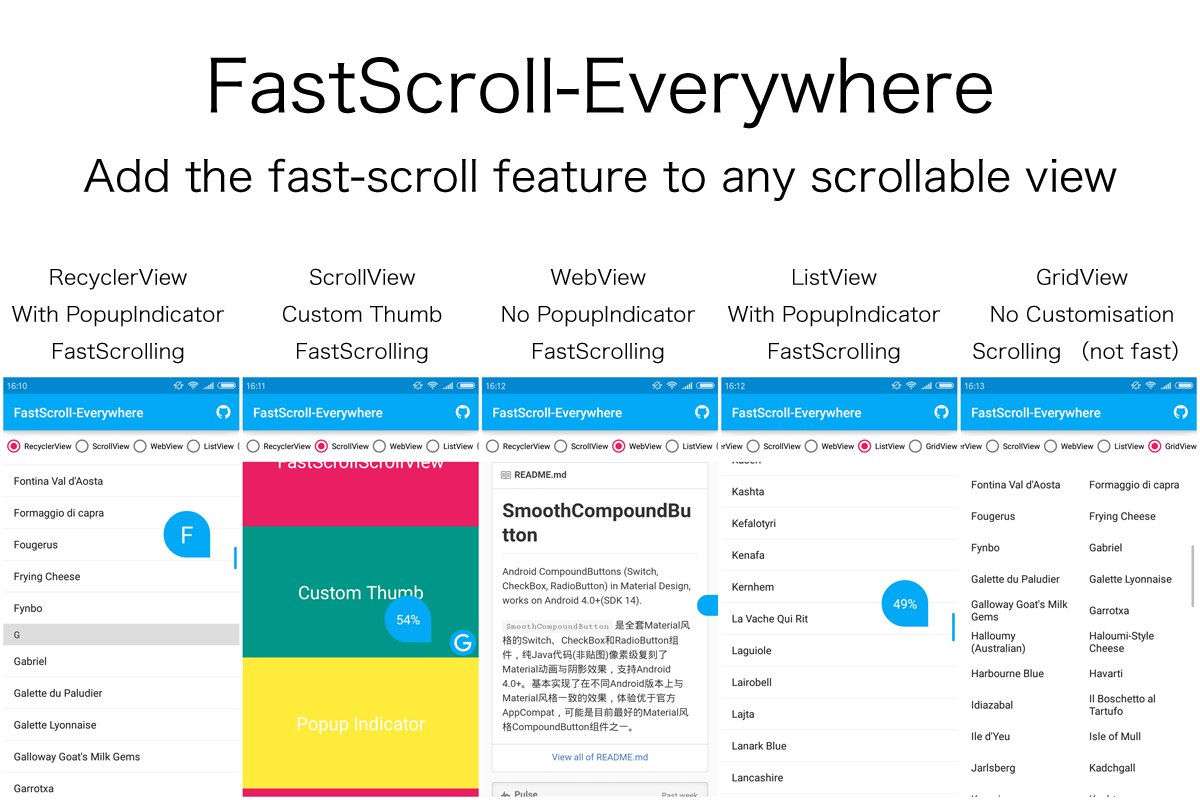 FastScroll-Everywhere
Add the fast-scroll feature to any scrollable view
RecyclerView
With PopupIndicator
FastScrolling
ScrollView
Custom Thumb
FastScrolling
WebView
No PopupIndicator
FastScrolling
ListView
With PopupIndicator
FastScrolling
GridView
No Customisation
Scrolling (not fast)
16:10
FastScroll-Everywhere
RecyclerView ScrollView WebView ListView
Fontina Val d'Aosta
Formaggio di capra
F
Fougerus
Frying Cheese
Fynbo
G
Gabriel
Galette du Paludier
Galette Lyonnaise
Galloway Goat's Milk Gems
Garrotxa
16:11
FastScroll-Everywhere
RecyclerView ScrollView WebView ListView
FastScrollScrollView
Custom Thumb
54%
G
Popup Indicator
16:12
FastScroll-Everywhere
RecyclerView ScrollView WebView ListView
README.md
SmoothCompoundBu
tton
Android CompoundButtons (Switch,
CheckBox, RadioButton) in Material Design,
works on Android 4.0+(SDK 14).
SmoothCompoundButton 是全套Material风
格的Switch、CheckBox和RadioButton组
件，纯Java代码(非贴图)像素级复刻了
Material动画与阴影效果，支持Android
4.0+。基本实现了在不同Android版本上与
Material风格一致的效果，体验优于官方
AppCompat，可能是目前最好的Material风
格CompoundButton组件之一。
View all of README.md
Pulse Past week
16:12
FastScroll-Everywhere
erView ScrollView WebView ListView GridView
Kashta
Kefalotyri
Kenafa
Kernhem
49%
La Vache Qui Rit
Laguiole
Lairobell
Lajta
Lanark Blue
Lancashire
16:13
FastScroll-Everywhere
erView ScrollView WebView ListView GridView
Fontina Val d'Aosta Formaggio di capra
Fougerus Frying Cheese
Fynbo Gabriel
Galette du Paludier Galette Lyonnaise
Galloway Goat's Milk
Gems
Garrotxa
Halloumy
(Australian)
Haloumi-Style
Cheese
Harbourne Blue Havarti
Idiazabal
Il Boschetto al
Tartufo
Ile d'Yeu Isle of Mull
Jarlsberg Kadchgall